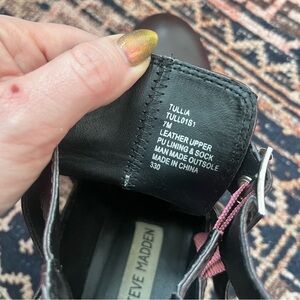 TULLIA
TULL01S1
7M
LEATHER UPPER
PU LINING & SOCK
MAN MADE OUTSOLE
MADE IN CHINA
330
STEVE MADDEN